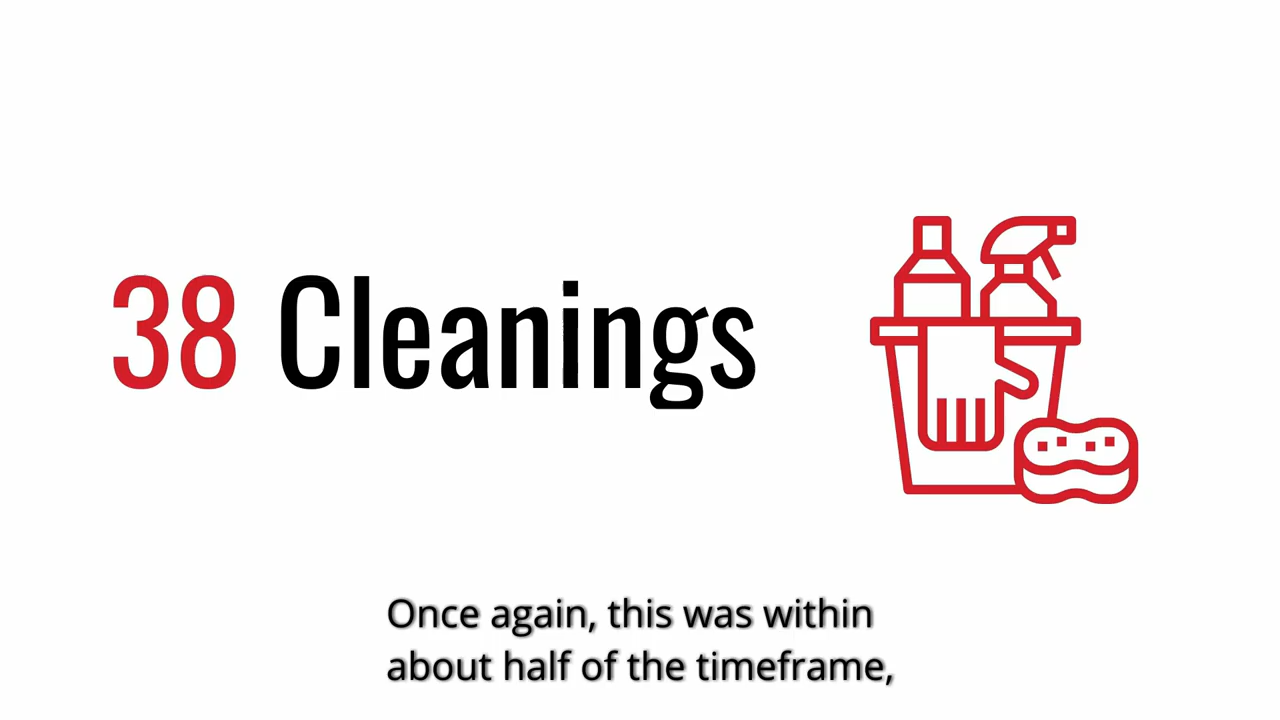 38 Cleanings
Once again, this was within
about half of the timeframe,